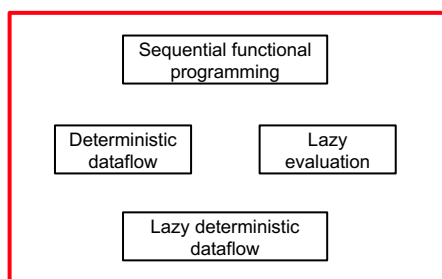 Sequential functional
programming
Deterministic
dataflow
Lazy
evaluation
Lazy deterministic
dataflow